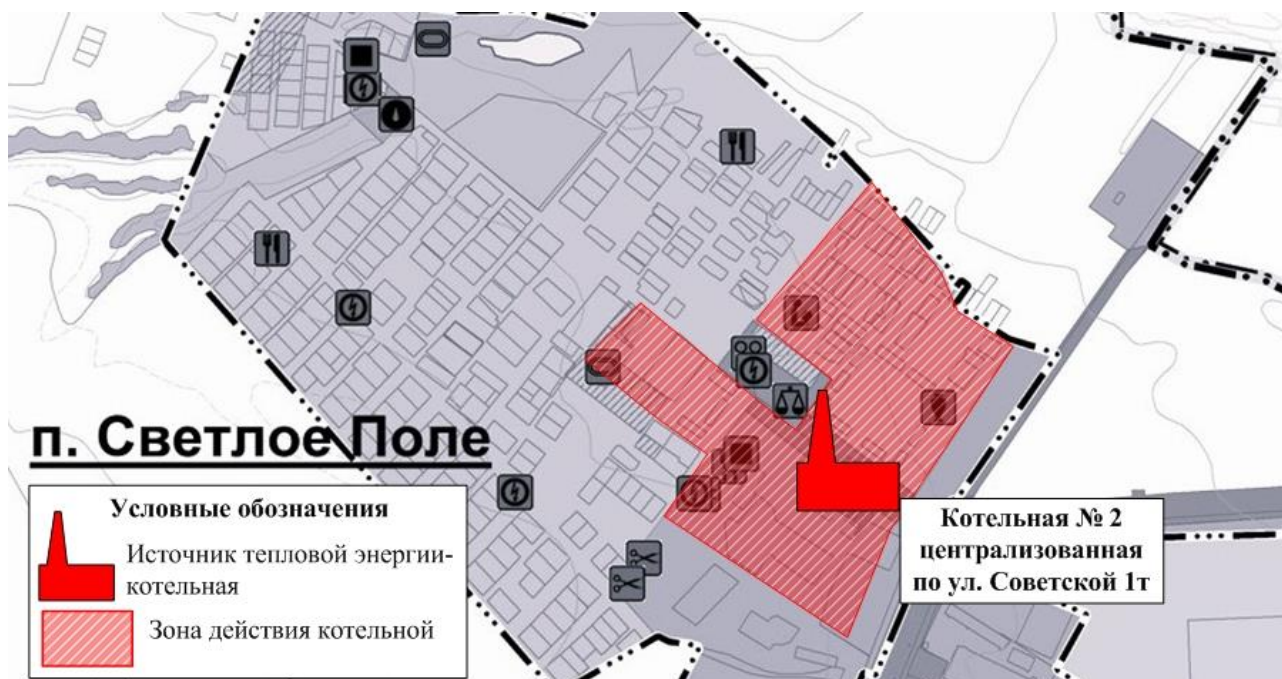 п. Светлое Поле
Условные обозначения
Источник тепловой энергии-
котельная
Зона действия котельной
Котельная № 2
централизованная
по ул. Советской 1т